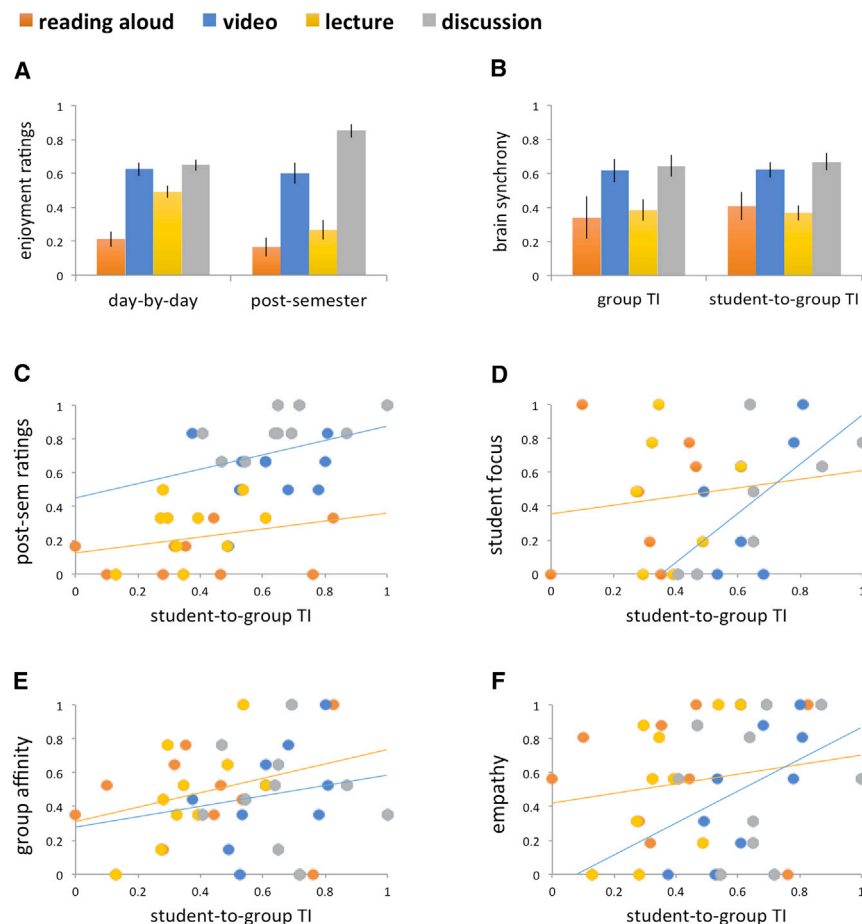 reading aloud video lecture discussion
A
enjoyment ratings
1
0.8
0.6
0.4
0.2
0
day-by-day post-semester
B
brain synchrony
1
0.8
0.6
0.4
0.2
0
group TI student-to-group TI
C
post-sem ratings
1
0.8
0.6
0.4
0.2
0
0 0.2 0.4 0.6 0.8 1
student-to-group TI
D
student focus
1
0.8
0.6
0.4
0.2
0
0 0.2 0.4 0.6 0.8 1
student-to-group TI
E
group affinity
1
0.8
0.6
0.4
0.2
0
0 0.2 0.4 0.6 0.8 1
student-to-group TI
F
empathy
1
0.8
0.6
0.4
0.2
0
0 0.2 0.4 0.6 0.8 1
student-to-group TI